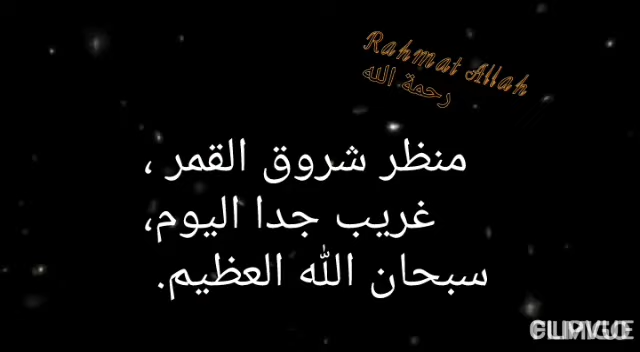 Rahmat Allah
رحمة الله
منظر شروق القمر ،
غريب جدا اليوم،
سبحان الله العظيم.